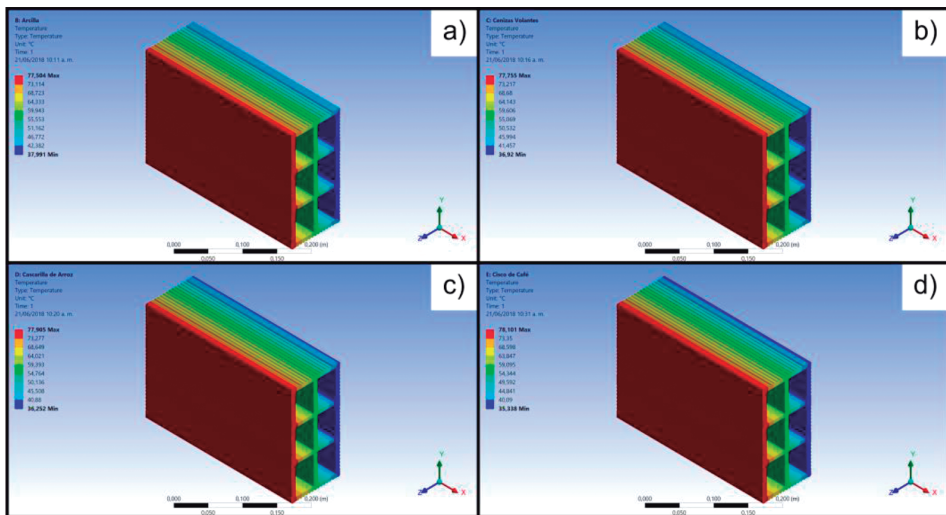 a)
B: Arcilla
Temperature
Type: Temperature
Unit: °C
Time: 1
21/06/2018 10:11 a. m.
77,504 Max
73,114
68,723
64,333
59,943
55,553
51,162
46,772
42,382
37,991 Min
0,000 0,100 0,200 (m)
0,050 0,150
Y
Z
X
b)
C: Cenizas Volantes
Temperature
Type: Temperature
Unit: °C
Time: 1
21/06/2018 10:16 a. m.
77,755 Max
73,217
68,68
64,143
59,606
55,069
50,532
45,994
41,457
36,92 Min
0,000 0,100 0,200 (m)
0,050 0,150
Y
Z
X
c)
D: Cascarilla de Arroz
Temperature
Type: Temperature
Unit: °C
Time: 1
21/06/2018 10:20 a. m.
77,905 Max
73,277
68,649
64,021
59,393
54,764
50,136
45,508
40,88
36,252 Min
0,000 0,100 0,200 (m)
0,050 0,150
Y
Z
X
d)
E: Cisco de Café
Temperature
Type: Temperature
Unit: °C
Time: 1
21/06/2018 10:31 a. m.
78,101 Max
73,35
68,598
63,847
59,095
54,344
49,592
44,841
40,09
35,338 Min
0,000 0,100 0,200 (m)
0,050 0,150
Y
Z
X